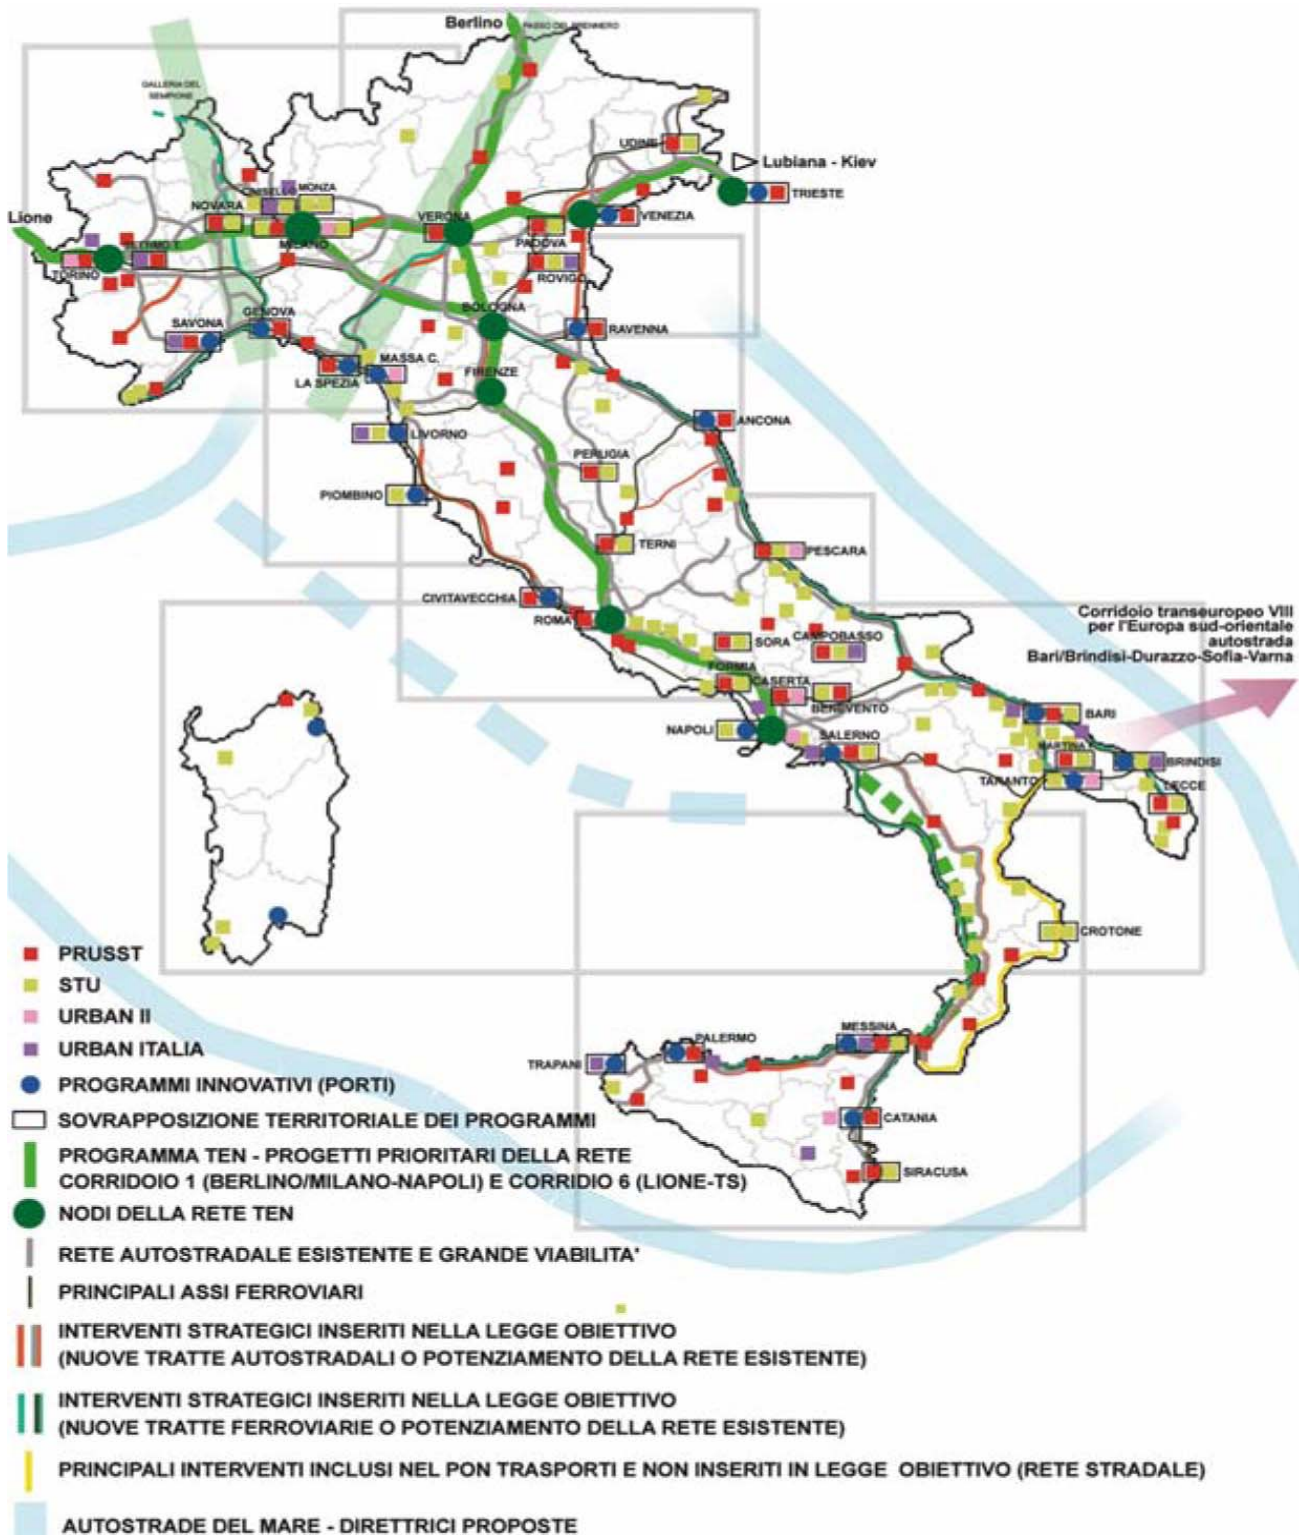 Berlino
PASSO DEL BRENNERO
GALLERIA DEL
SEMPIONE
UDINE
Lubiana - Kiev
TRIESTE
MONZA
CINISELLO
NOVARA
Lione
VERONA
VENEZIA
MILANO
PADOVA
SETTIMO T.
TORINO
ROVIGO
BOLOGNA
GENOVA
SAVONA
RAVENNA
MASSA C.
LA SPEZIA
FIRENZE
ANCONA
LIVORNO
PERUGIA
PIOMBINO
TERNI
PESCARA
CIVITAVECCHIA
ROMA
SORA
CAMPOBASSO
Corridoio transeuropeo VIII
per l'Europa sud-orientale
autostrada
Bari/Brindisi-Durazzo-Sofia-Varna
FORMIA
CASERTA
BENEVENTO
BARI
NAPOLI
SALERNO
MARTINA F.
TARANTO
BRINDISI
LECCE
CROTONE
MESSINA
PALERMO
TRAPANI
CATANIA
SIRACUSA
PRUSST
STU
URBAN II
URBAN ITALIA
PROGRAMMI INNOVATIVI (PORTI)
SOVRAPPOSIZIONE TERRITORIALE DEI PROGRAMMI
PROGRAMMA TEN - PROGETTI PRIORITARI DELLA RETE
CORRIDOIO 1 (BERLINO/MILANO-NAPOLI) E CORRIDIO 6 (LIONE-TS)
NODI DELLA RETE TEN
RETE AUTOSTRADALE ESISTENTE E GRANDE VIABILITA'
PRINCIPALI ASSI FERROVIARI
INTERVENTI STRATEGICI INSERITI NELLA LEGGE OBIETTIVO
(NUOVE TRATTE AUTOSTRADALI O POTENZIAMENTO DELLA RETE ESISTENTE)
INTERVENTI STRATEGICI INSERITI NELLA LEGGE OBIETTIVO
(NUOVE TRATTE FERROVIARIE O POTENZIAMENTO DELLA RETE ESISTENTE)
PRINCIPALI INTERVENTI INCLUSI NEL PON TRASPORTI E NON INSERITI IN LEGGE OBIETTIVO (RETE STRADALE)
AUTOSTRADE DEL MARE - DIRETTRICI PROPOSTE